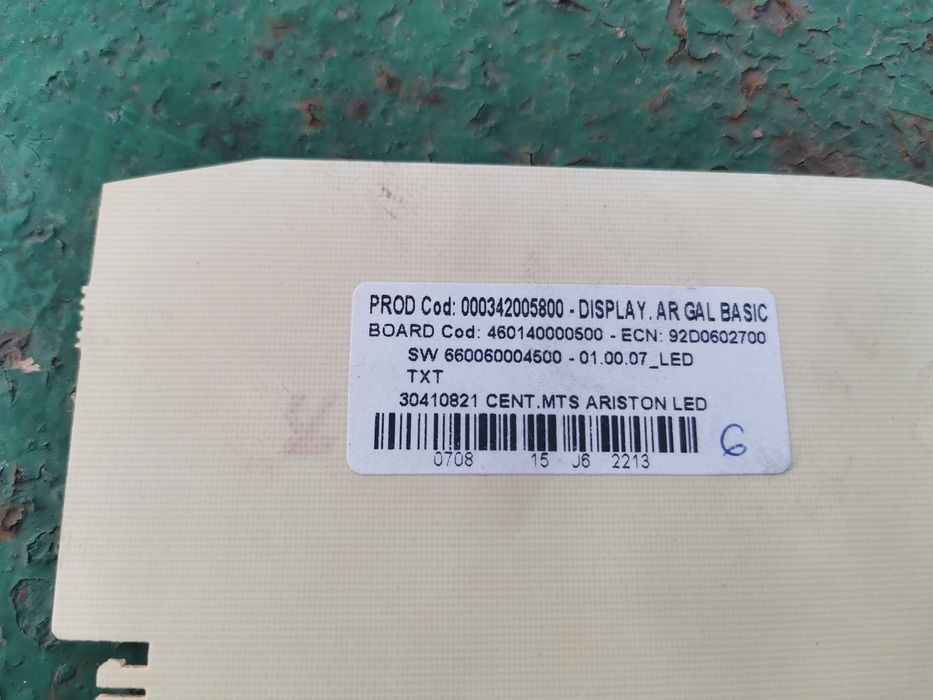 PROD Cod: 000342005800 - DISPLAY. AR GAL BASIC
BOARD Cod: 460140000500 - ECN: 92D0602700
SW 660060004500 - 01.00.07_LED
TXT
30410821 CENT.MTS ARISTON LED
0708 15 J6 2213
6